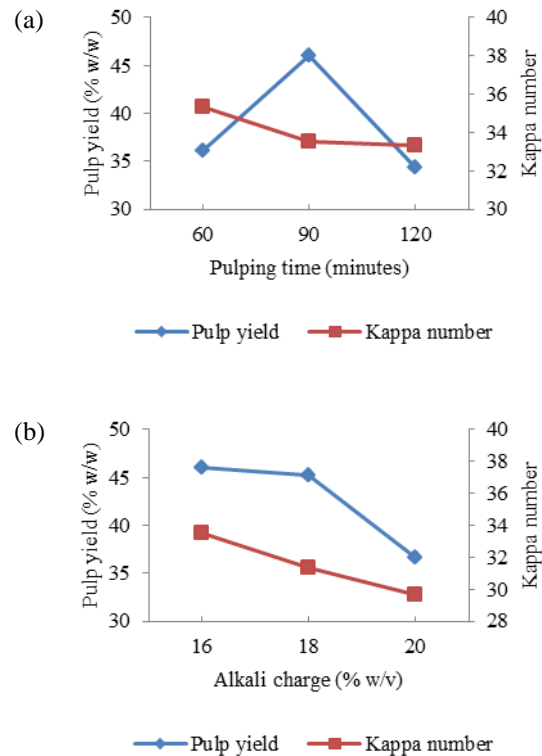 (a)
50
45
40
35
30
Pulp yield (% w/w)
40
38
36
34
32
30
Kappa number
60 90 120
Pulping time (minutes)
Pulp yield Kappa number
(b)
50
45
40
35
30
Pulp yield (% w/w)
40
38
36
34
32
30
28
Kappa number
16 18 20
Alkali charge (% w/v)
Pulp yield Kappa number